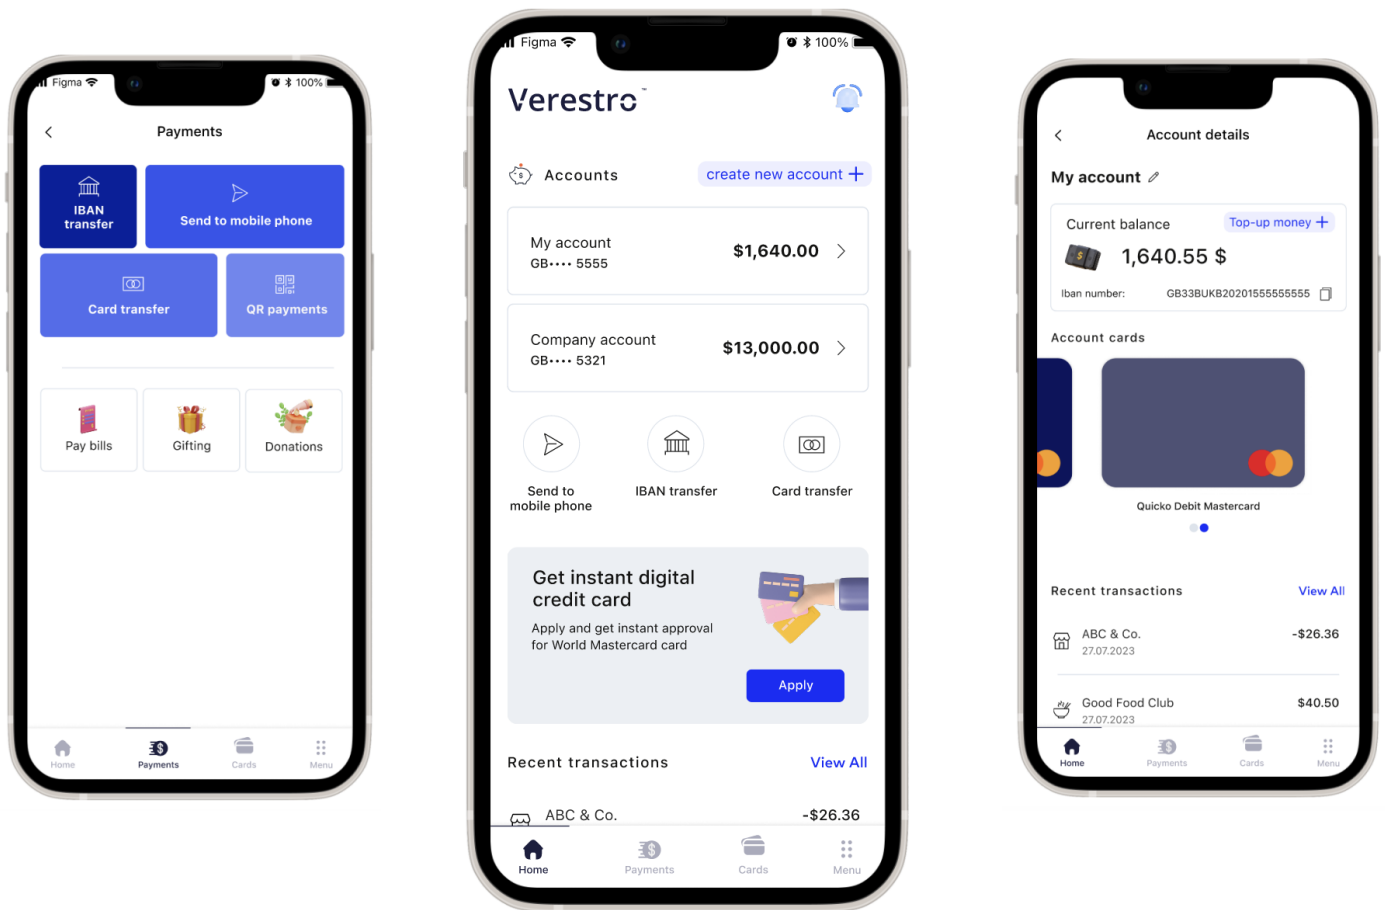 Figma
100%
Payments
IBAN
transfer
Send to mobile phone
Card transfer
QR payments
Pay bills
Gifting
Donations
Home
Payments
Cards
Menu
Figma
100%
Verestro™
Accounts
create new account +
My account
$1,640.00
GB•••• 5555
Company account
$13,000.00
GB•••• 5321
Send to
mobile phone
IBAN transfer
Card transfer
Get instant digital
credit card
Apply and get instant approval
for World Mastercard card
Apply
Recent transactions
View All
ABC & Co.
-$26.36
Home
Payments
Cards
Menu
Account details
My account
Current balance
Top-up money +
1,640.55 $
Iban number:
GB33BUKB20201555555555
Account cards
Quicko Debit Mastercard
Recent transactions
View All
ABC & Co.
-$26.36
27.07.2023
Good Food Club
$40.50
27.07.2023
Home
Payments
Cards
Menu